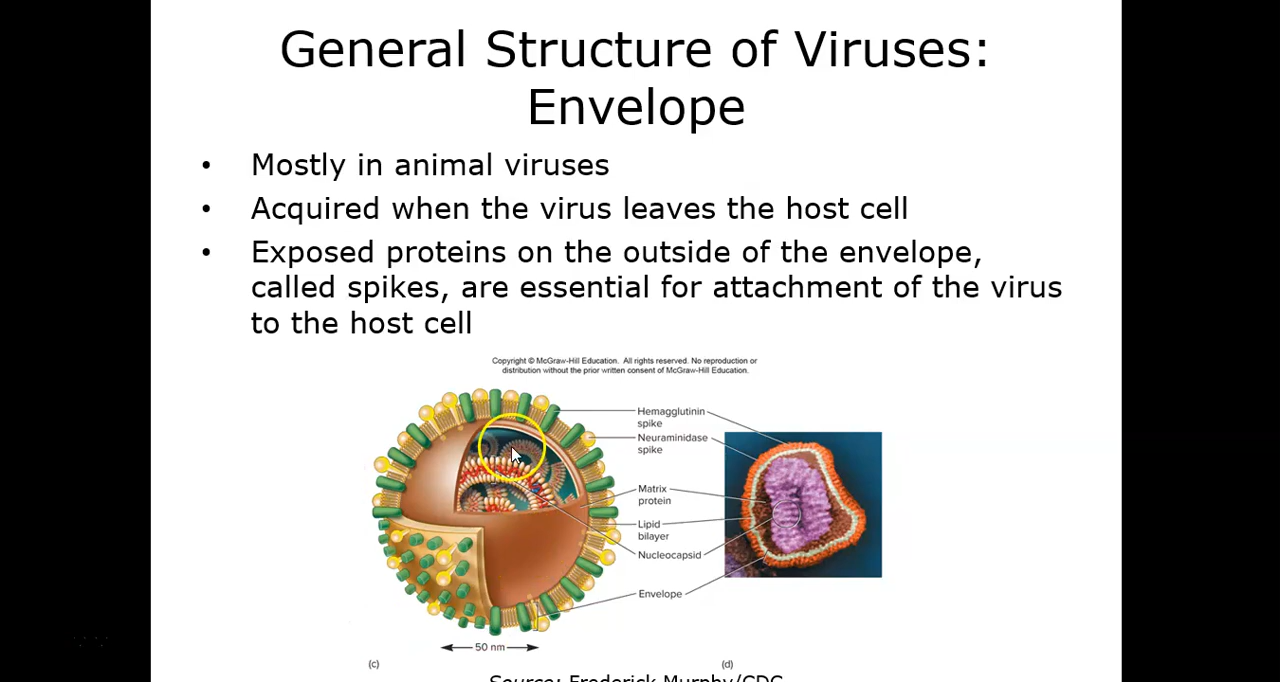 General Structure of Viruses:
Envelope
• Mostly in animal viruses
• Acquired when the virus leaves the host cell
• Exposed proteins on the outside of the envelope,
called spikes, are essential for attachment of the virus
to the host cell
Copyright © McGraw-Hill Education. All rights reserved. No reproduction or
distribution without the prior written consent of McGraw-Hill Education.
Hemagglutinin
spike
Neuraminidase
spike
Matrix
protein
Lipid
bilayer
Nucleocapsid
Envelope
50 nm
(c)
(d)
Source: Frederick Murphy/CDC